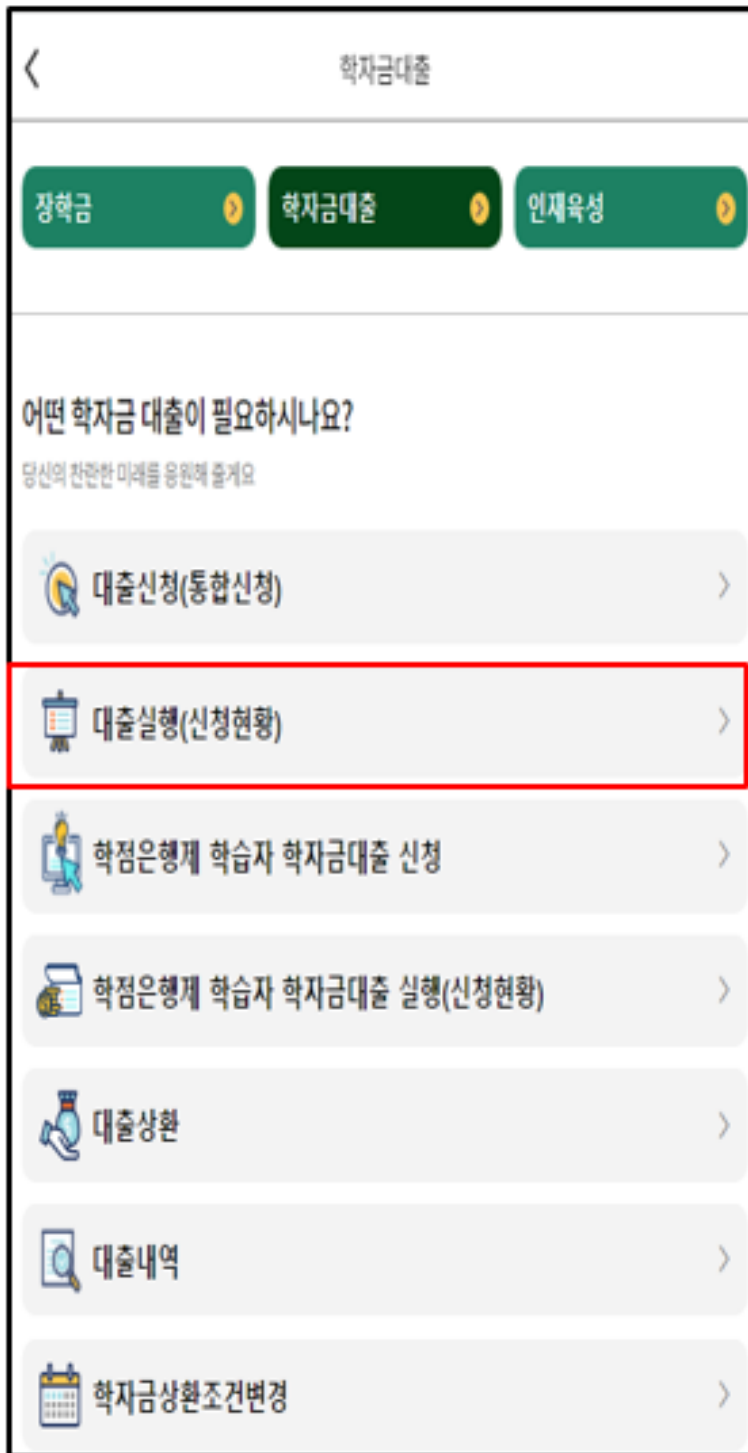 학자금대출
장학금
학자금대출
인재육성
어떤 학자금 대출이 필요하시나요?
당신의 찬란한 미래를 응원해 줄게요
대출신청(통합신청)
대출실행(신청현황)
학점은행제 학습자 학자금대출 신청
학점은행제 학습자 학자금대출 실행(신청현황)
대출상환
대출내역
학자금상환조건변경